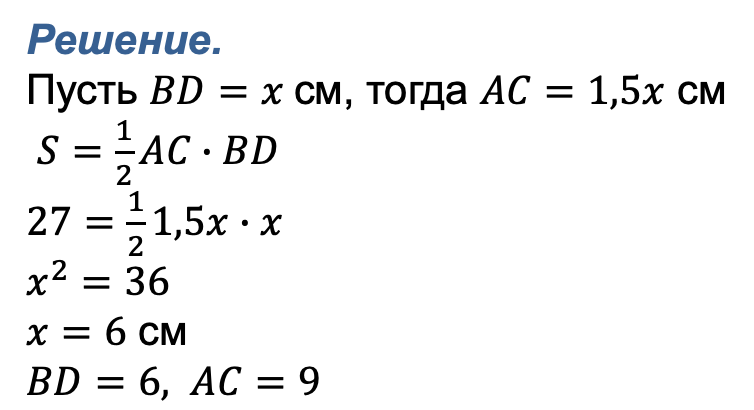 Решение.
Пусть BD = x см, тогда AC = 1,5x см
S = 1/2 AC · BD
27 = 1/2 1,5x · x
x² = 36
x = 6 см
BD = 6, AC = 9